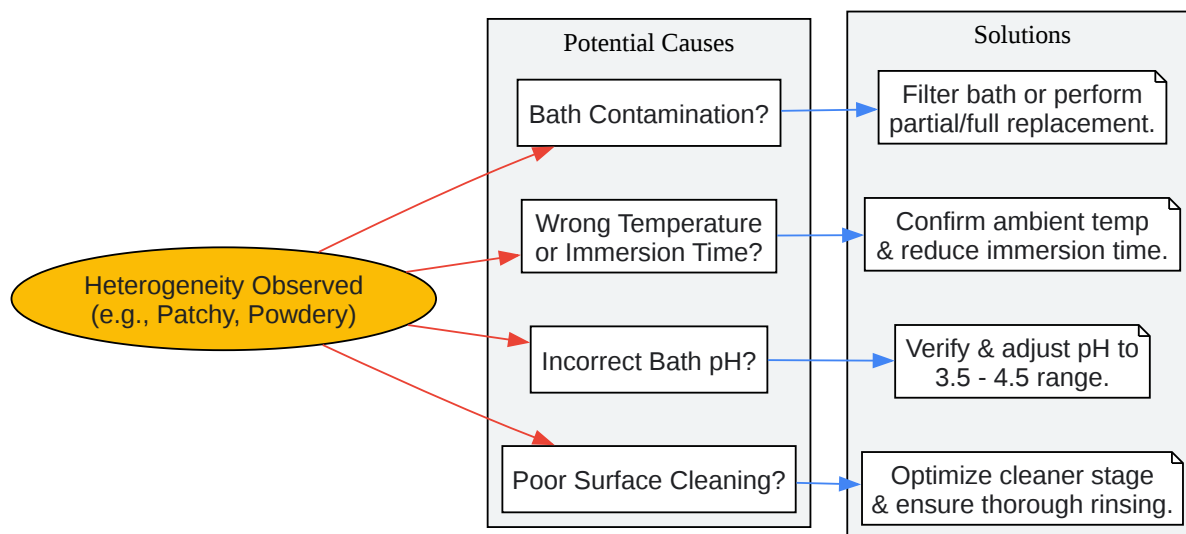 Potential Causes
Solutions
Bath Contamination?
Filter bath or perform
partial/full replacement.
Wrong Temperature
or Immersion Time?
Confirm ambient temp
& reduce immersion time.
Heterogeneity Observed
(e.g., Patchy, Powdery)
Incorrect Bath pH?
Verify & adjust pH to
3.5 - 4.5 range.
Poor Surface Cleaning?
Optimize cleaner stage
& ensure thorough rinsing.